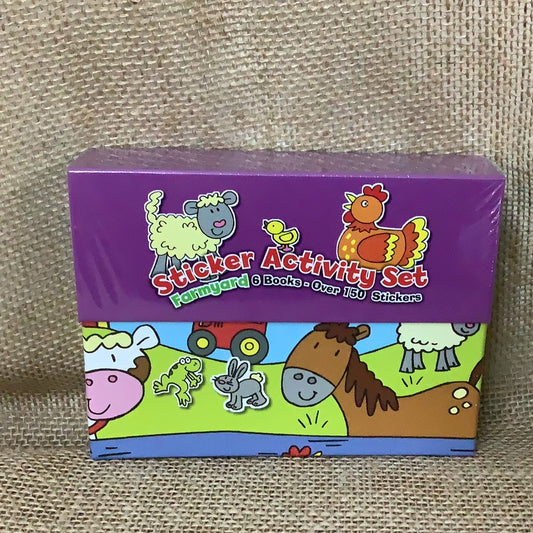 Sticker Activity Set
Farmyard 6 Books - Over 150 Stickers